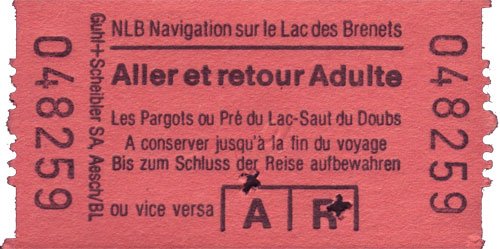 048259
Guhl+Scheibler SA, Aesch/BL
NLB Navigation sur le Lac des Brenets
Aller et retour Adulte
Les Pargots ou Pré du Lac-Saut du Doubs
A conserver jusqu'à la fin du voyage
Bis zum Schluss der Reise aufbewahren
ou vice versa
A R
048259